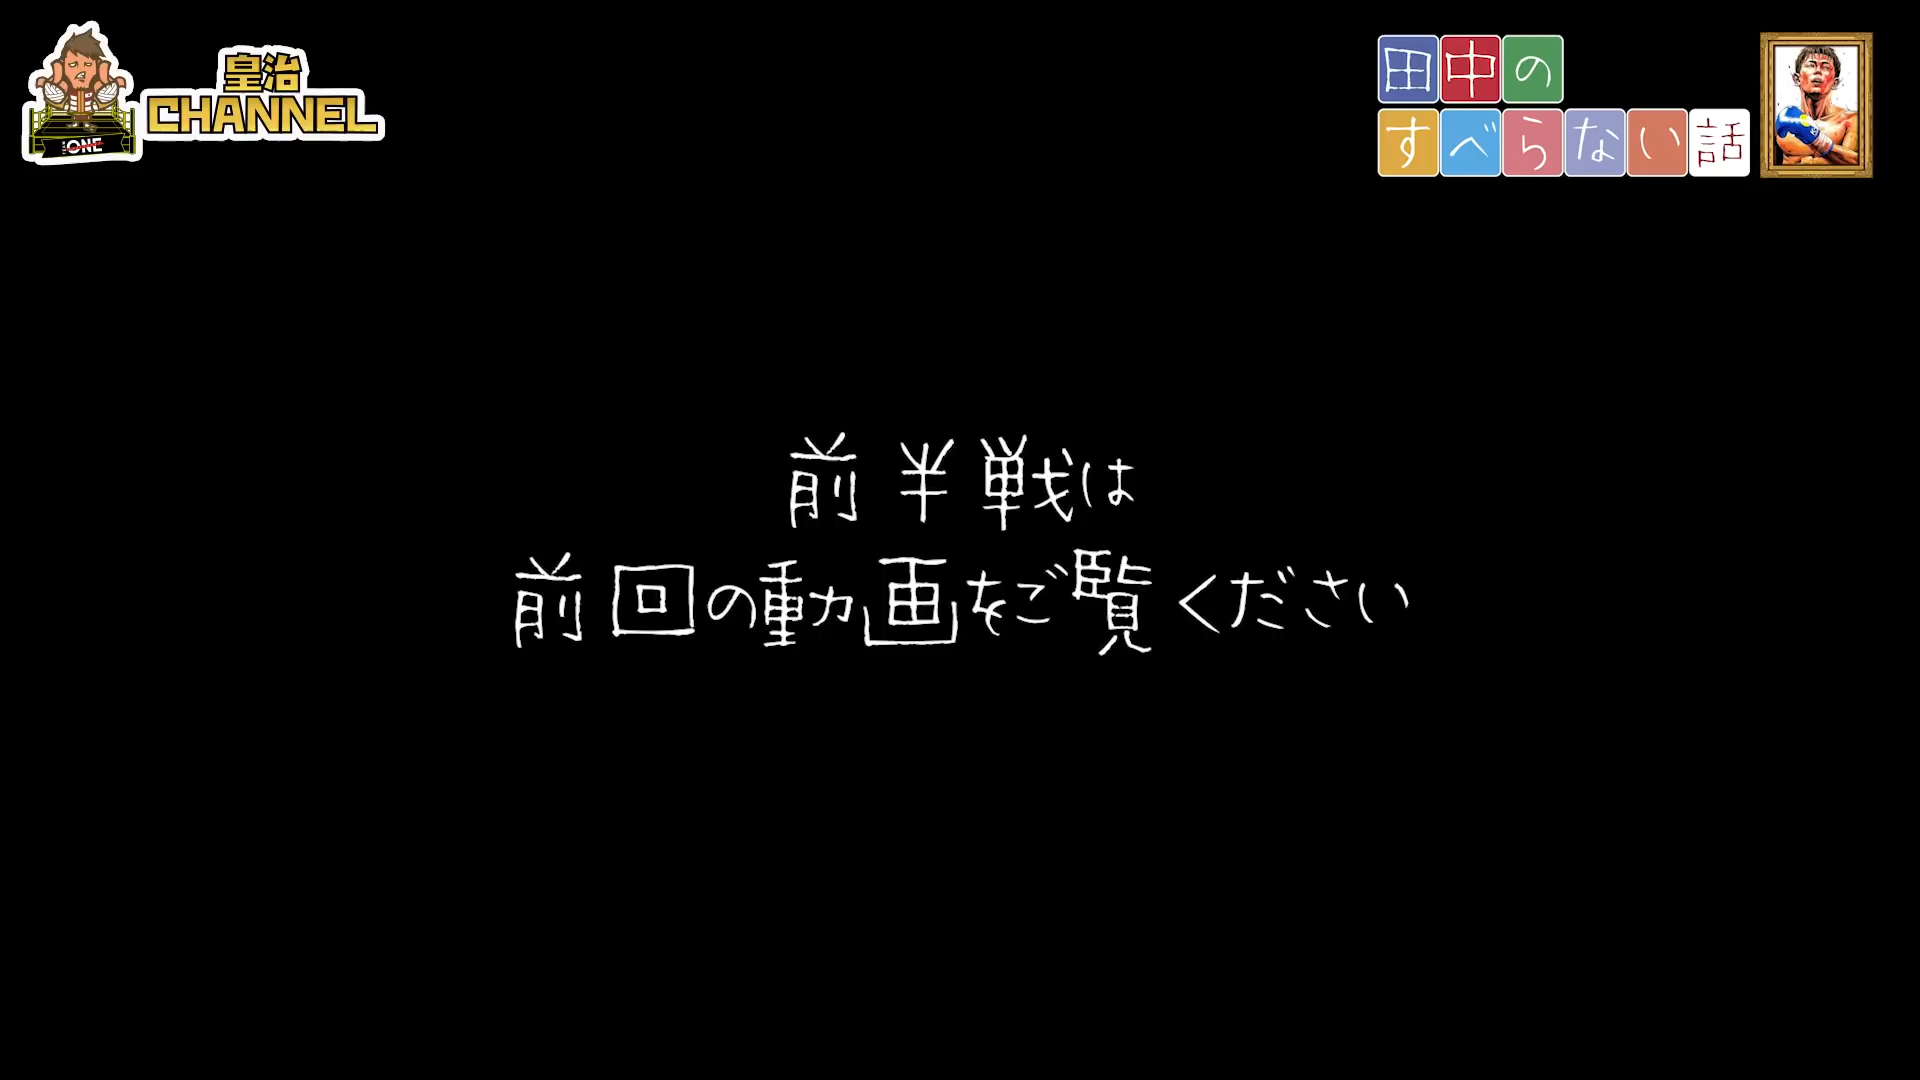 皇治
CHANNEL
ONE
田中の
すべらない話
前半戦は
前回の動画をご覧ください